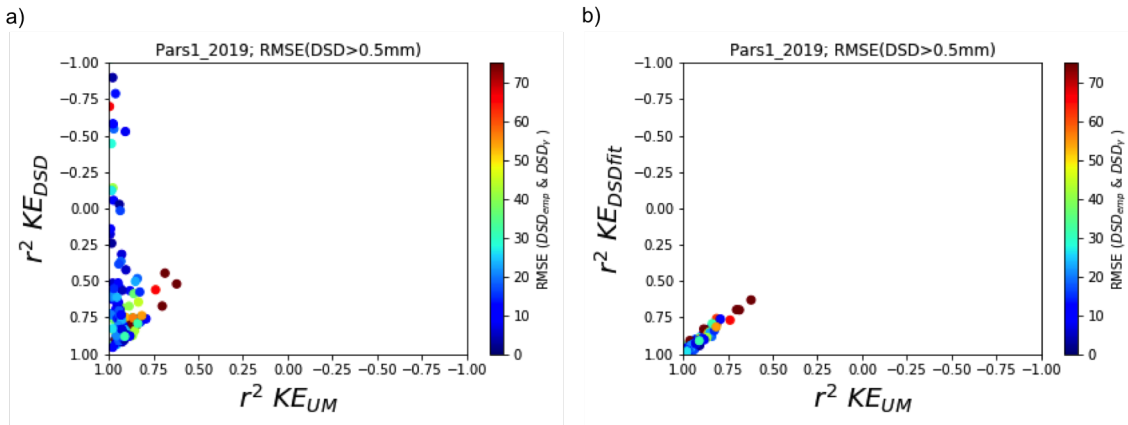 a)
Pars1_2019; RMSE(DSD>0.5mm)
−1.00
−0.75
−0.50
−0.25
0.00
0.25
0.50
0.75
1.00
r² KE_DSD
1.00 0.75 0.50 0.25 0.00 −0.25 −0.50 −0.75 −1.00
r² KE_UM
70
60
50
40
30
20
10
0
RMSE (DSD_emp & DSD_γ )
b)
Pars1_2019; RMSE(DSD>0.5mm)
−1.00
−0.75
−0.50
−0.25
0.00
0.25
0.50
0.75
1.00
r² KE_DSDfit
1.00 0.75 0.50 0.25 0.00 −0.25 −0.50 −0.75 −1.00
r² KE_UM
70
60
50
40
30
20
10
0
RMSE (DSD_emp & DSD_γ )